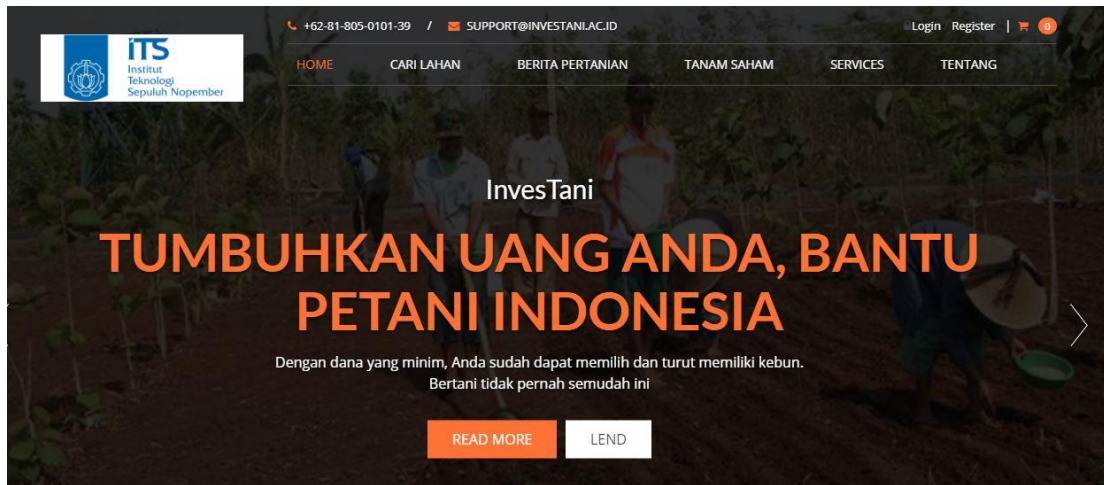 +62-81-805-0101-39 / SUPPORT@INVESTANI.AC.ID Login Register | 0
ITS
Institut
Teknologi
Sepuluh Nopember
HOME CARI LAHAN BERITA PERTANIAN TANAM SAHAM SERVICES TENTANG
InvesTani
TUMBUHKAN UANG ANDA, BANTU
PETANI INDONESIA
Dengan dana yang minim, Anda sudah dapat memilih dan turut memiliki kebun.
Bertani tidak pernah semudah ini
READ MORE LEND